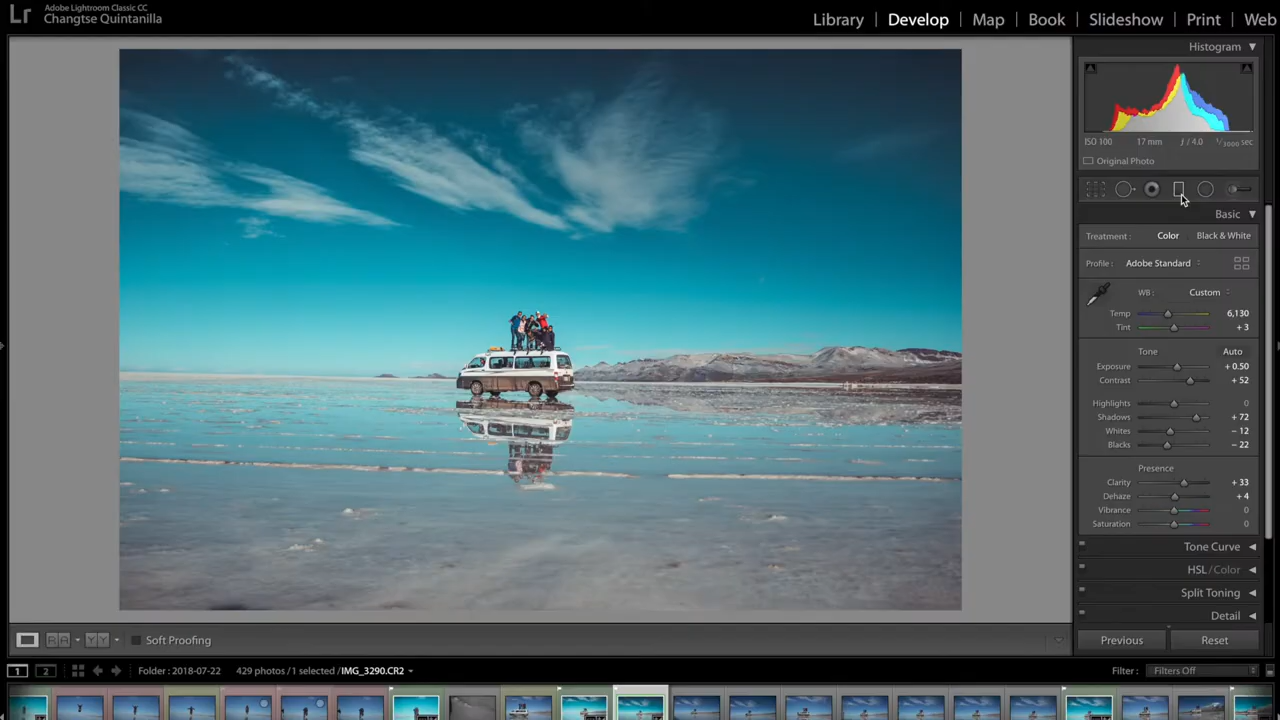 Lr
Adobe Lightroom Classic CC
Changtse Quintanilla
Library | Develop | Map | Book | Slideshow | Print | Web
Histogram
ISO 100 17 mm ƒ / 4.0 1/3000 sec
Original Photo
Basic
Treatment : Color Black & White
Profile : Adobe Standard
WB : Custom
Temp 6,130
Tint + 3
Tone Auto
Exposure + 0.50
Contrast + 52
Highlights 0
Shadows + 72
Whites − 12
Blacks − 22
Presence
Clarity + 33
Dehaze + 4
Vibrance 0
Saturation 0
Tone Curve
HSL / Color
Split Toning
Detail
Previous Reset
R A Y Y Soft Proofing
1 2 Folder : 2018-07-22 429 photos / 1 selected / IMG_3290.CR2 Filter : Filters Off